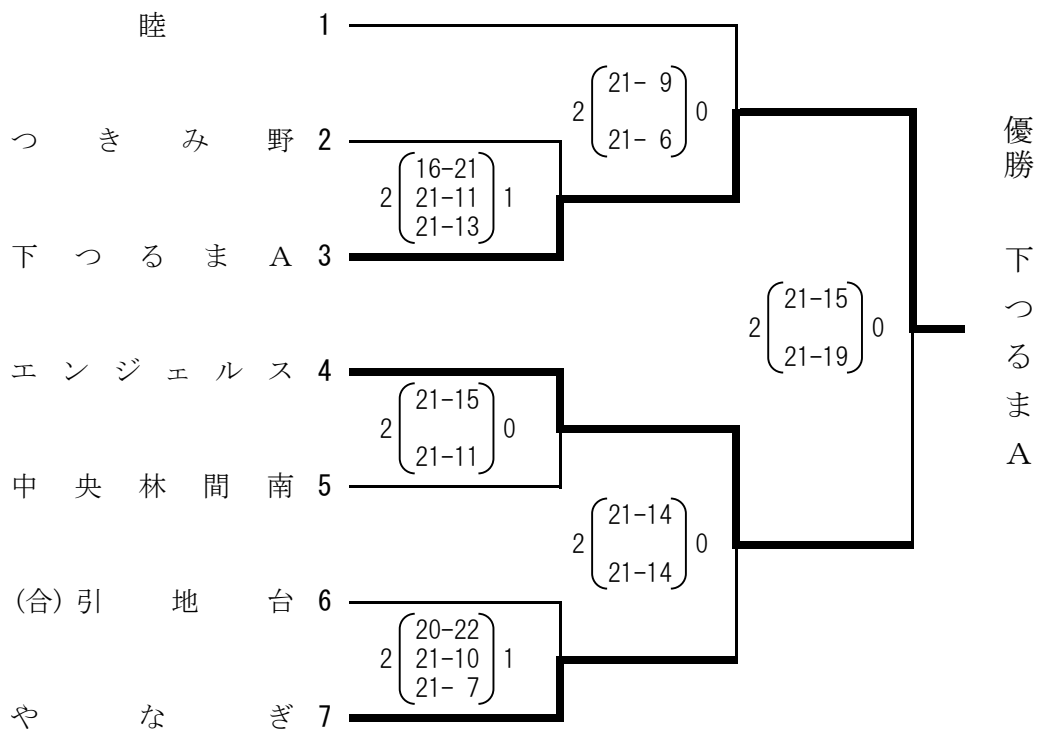 睦 1
つきみ野 2
下つるまA 3
エンジェルス 4
中央林間南 5
(合)引地台 6
やなぎ 7
16-21
2 21-11 1
21-13
21-15
2 0
21-11
20-22
2 21-10 1
21- 7
21- 9
2 0
21- 6
21-14
2 0
21-14
21-15
2 0
21-19
優勝 下つるまA